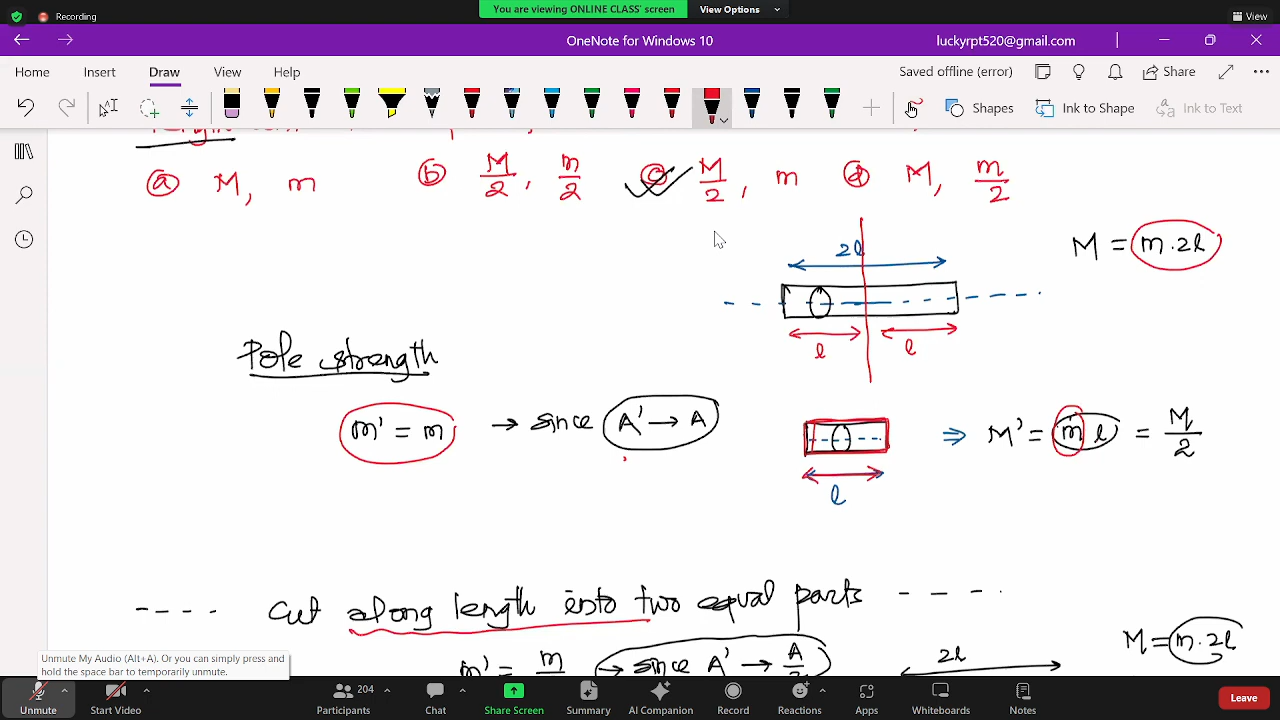 Recording
You are viewing ONLINE CLASS' screen
View Options
View
OneNote for Windows 10
luckyrpt520@gmail.com
Home Insert Draw View Help
Saved offline (error)
Share
Shapes
Ink to Shape
Ink to Text
(a) M, m (b) M/2, m/2 (c) M/2, m (d) M, m/2
2l
M = m·2l
l l
Pole strength
m' = m → since A' → A
⇒ M' = m l = M/2
l
---- cut along length into two equal parts ----
M = m·2l
m' = m → since A' → A/2
2l
Unmute My Audio (Alt+A). Or you can simply press and
hold the space bar to temporarily unmute.
204
Unmute Start Video Participants Chat Share Screen Summary AI Companion Record Reactions Apps Whiteboards Notes Leave